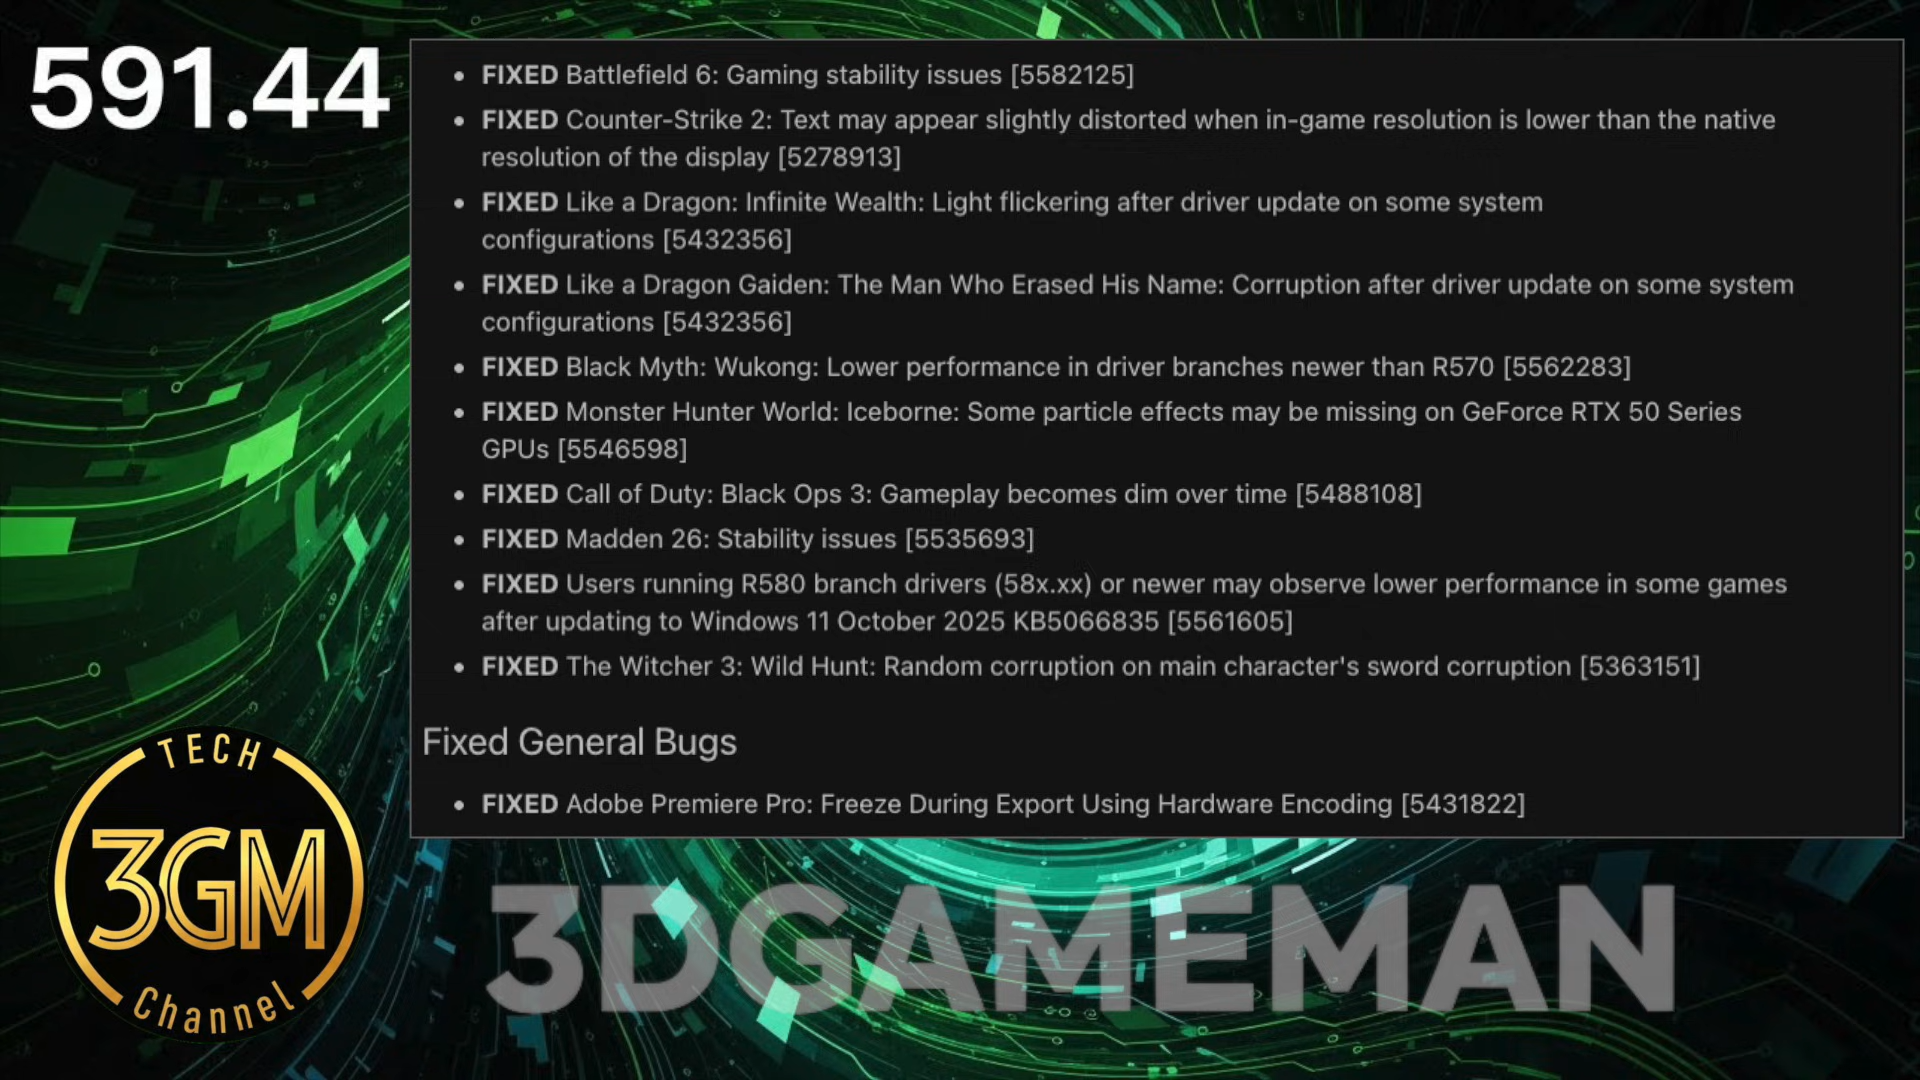 591.44
• FIXED Battlefield 6: Gaming stability issues [5582125]
• FIXED Counter-Strike 2: Text may appear slightly distorted when in-game resolution is lower than the native
resolution of the display [5278913]
• FIXED Like a Dragon: Infinite Wealth: Light flickering after driver update on some system
configurations [5432356]
• FIXED Like a Dragon Gaiden: The Man Who Erased His Name: Corruption after driver update on some system
configurations [5432356]
• FIXED Black Myth: Wukong: Lower performance in driver branches newer than R570 [5562283]
• FIXED Monster Hunter World: Iceborne: Some particle effects may be missing on GeForce RTX 50 Series
GPUs [5546598]
• FIXED Call of Duty: Black Ops 3: Gameplay becomes dim over time [5488108]
• FIXED Madden 26: Stability issues [5535693]
• FIXED Users running R580 branch drivers (58x.xx) or newer may observe lower performance in some games
after updating to Windows 11 October 2025 KB5066835 [5561605]
• FIXED The Witcher 3: Wild Hunt: Random corruption on main character's sword corruption [5363151]
Fixed General Bugs
• FIXED Adobe Premiere Pro: Freeze During Export Using Hardware Encoding [5431822]
TECH
3GM
Channel
3DGAMEMAN